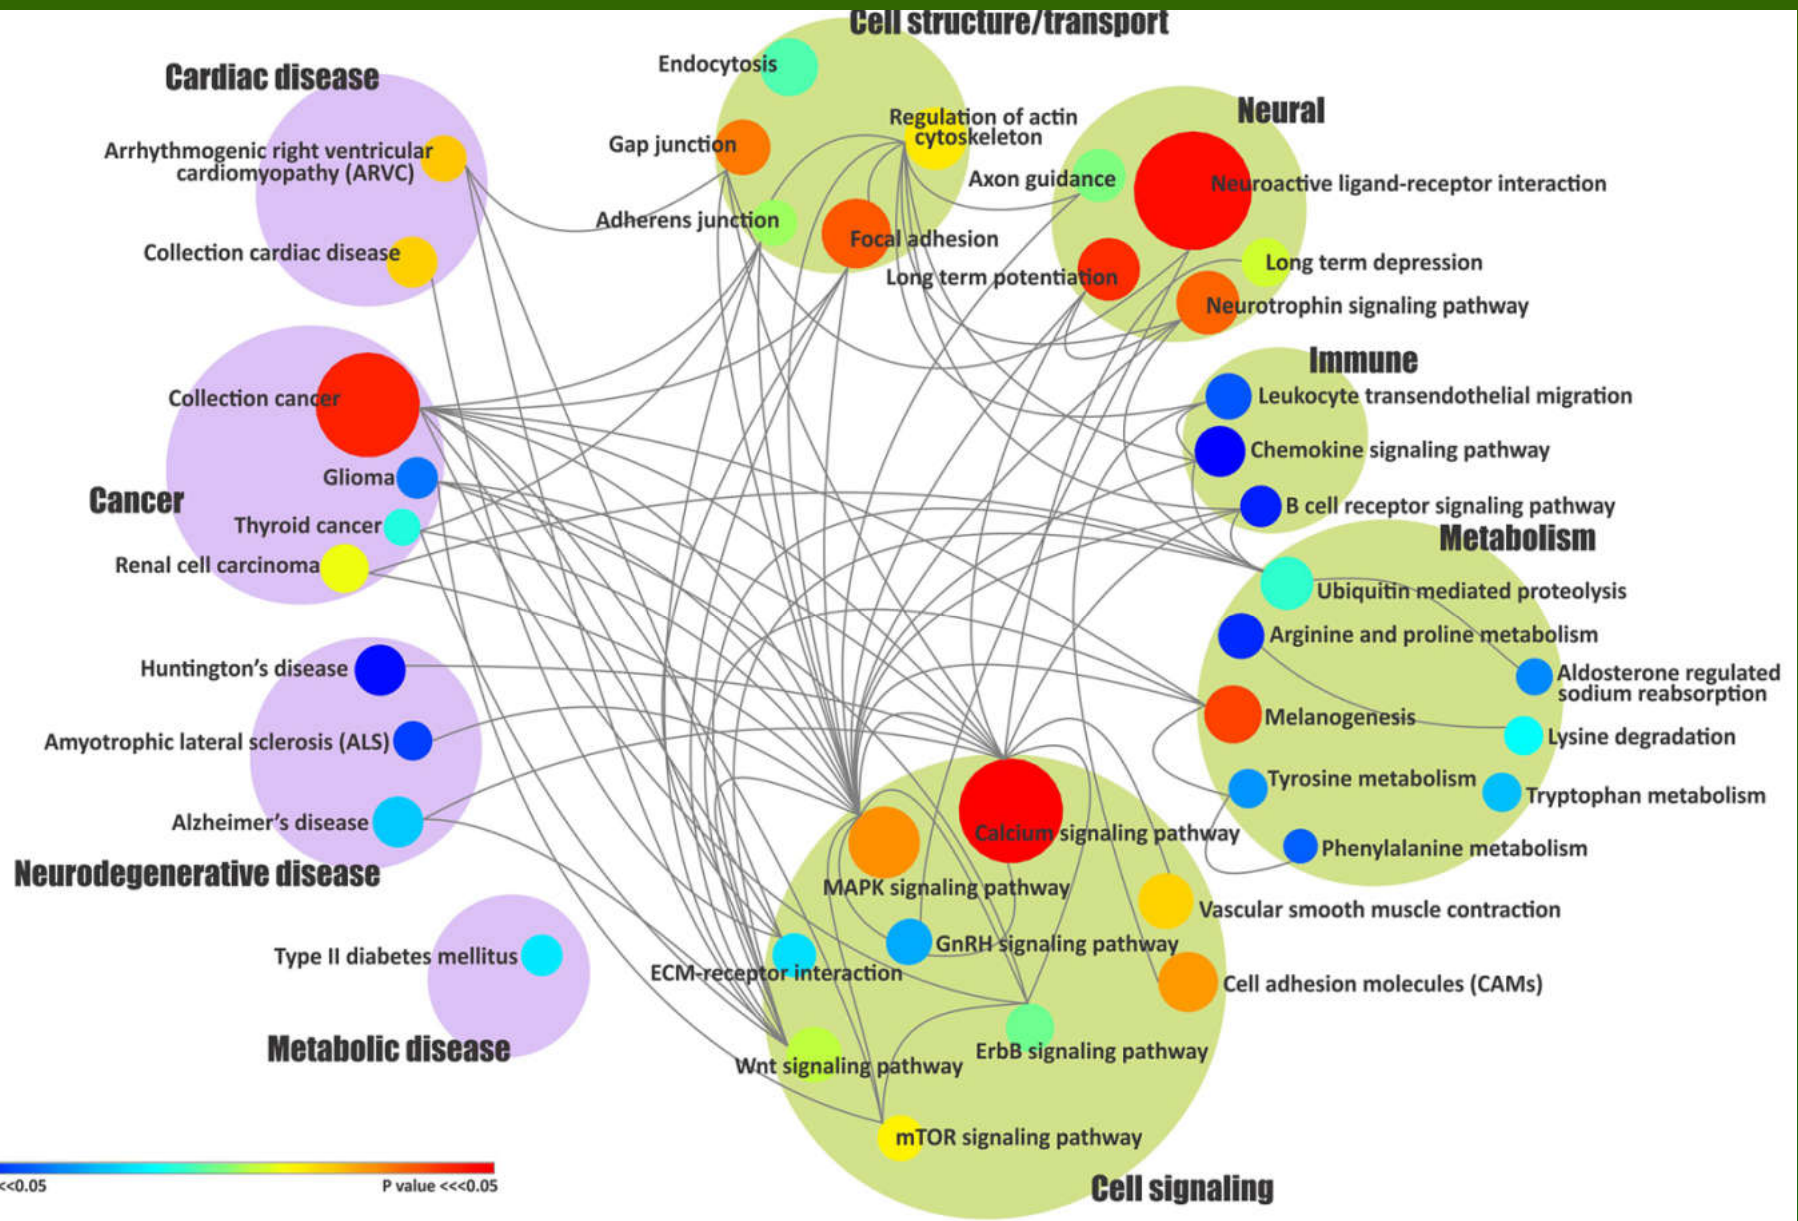 Cell structure/transport
Endocytosis
Gap junction
Regulation of actin
cytoskeleton
Adherens junction
Focal adhesion
Cardiac disease
Arrhythmogenic right ventricular
cardiomyopathy (ARVC)
Collection cardiac disease
Neural
Axon guidance
Neuroactive ligand-receptor interaction
Long term potentiation
Long term depression
Neurotrophin signaling pathway
Immune
Leukocyte transendothelial migration
Chemokine signaling pathway
B cell receptor signaling pathway
Collection cancer
Glioma
Cancer
Thyroid cancer
Renal cell carcinoma
Metabolism
Ubiquitin mediated proteolysis
Arginine and proline metabolism
Aldosterone regulated
sodium reabsorption
Melanogenesis
Lysine degradation
Tyrosine metabolism
Tryptophan metabolism
Phenylalanine metabolism
Huntington's disease
Amyotrophic lateral sclerosis (ALS)
Alzheimer's disease
Neurodegenerative disease
Type II diabetes mellitus
Metabolic disease
Calcium signaling pathway
MAPK signaling pathway
Vascular smooth muscle contraction
GnRH signaling pathway
ECM-receptor interaction
Cell adhesion molecules (CAMs)
ErbB signaling pathway
Wnt signaling pathway
mTOR signaling pathway
Cell signaling
<<0.05
P value <<<0.05